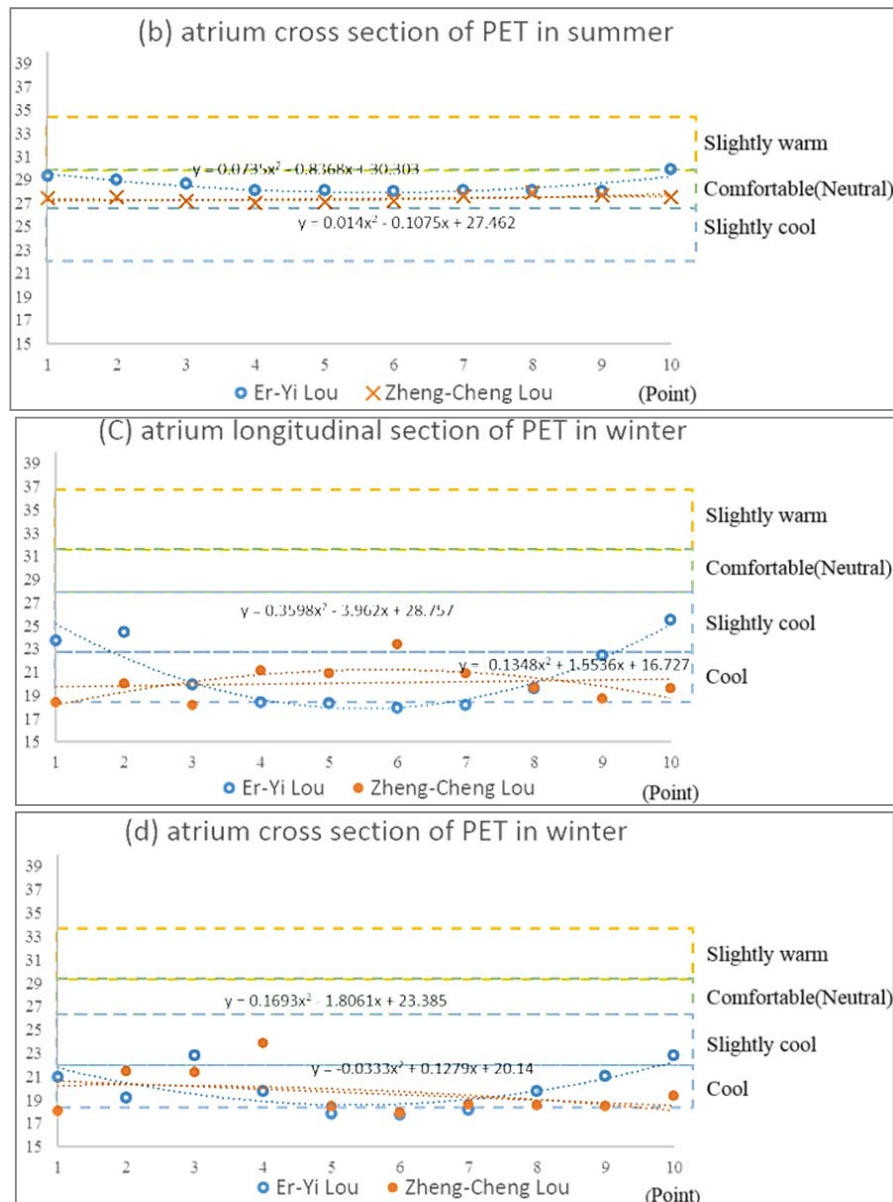 (b) atrium cross section of PET in summer
39
37
35
33
31
29
27
25
23
21
19
17
15
y = 0.0735x² - 0.8368x + 30.303
y = 0.014x² - 0.1075x + 27.462
Slightly warm
Comfortable(Neutral)
Slightly cool
1 2 3 4 5 6 7 8 9 10
Er-Yi Lou Zheng-Cheng Lou (Point)
(C) atrium longitudinal section of PET in winter
39
37
35
33
31
29
27
25
23
21
19
17
15
Slightly warm
Comfortable(Neutral)
y = 0.3598x² - 3.962x + 28.757
Slightly cool
y = 0.1348x² + 1.5536x + 16.727
Cool
1 2 3 4 5 6 7 8 9 10
Er-Yi Lou Zheng-Cheng Lou (Point)
(d) atrium cross section of PET in winter
39
37
35
33
31
29
27
25
23
21
19
17
15
Slightly warm
Comfortable(Neutral)
y = 0.1693x² - 1.8061x + 23.385
Slightly cool
y = -0.0333x² + 0.1279x + 20.14
Cool
1 2 3 4 5 6 7 8 9 10
Er-Yi Lou Zheng-Cheng Lou (Point)